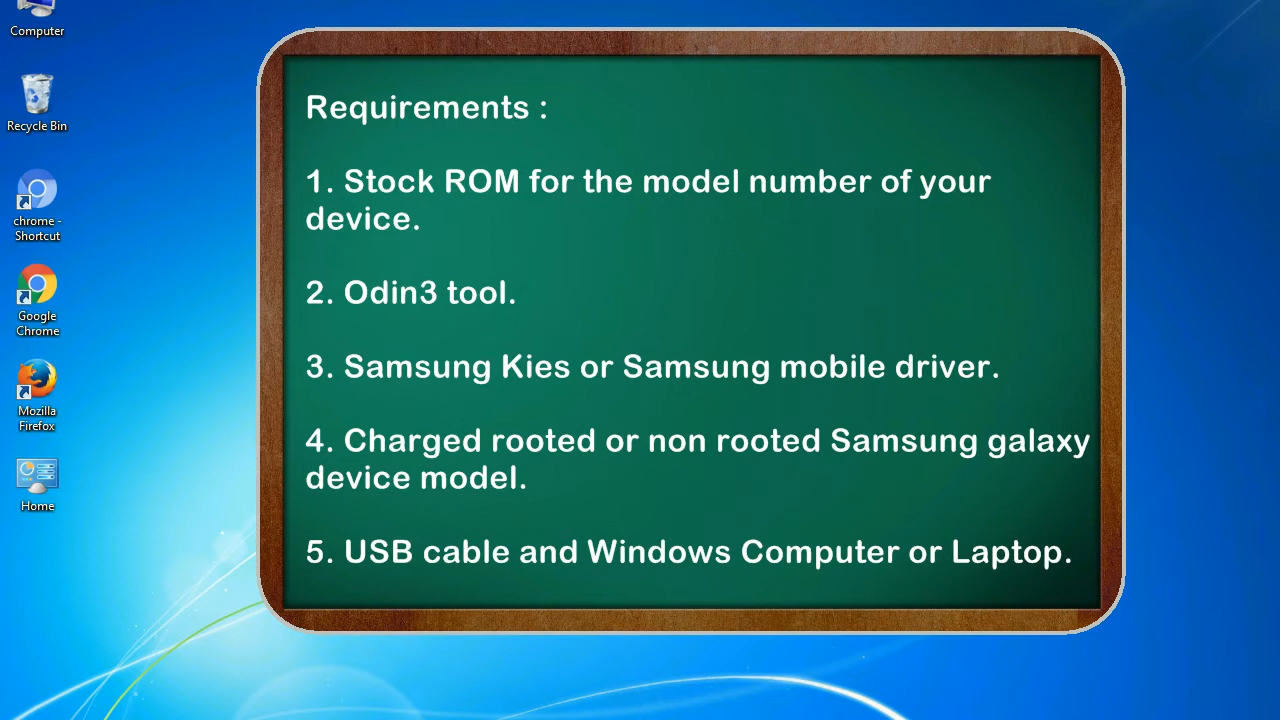 Computer
Recycle Bin
chrome -
Shortcut
Google
Chrome
Mozilla
Firefox
Home
Requirements :
1. Stock ROM for the model number of your
device.
2. Odin3 tool.
3. Samsung Kies or Samsung mobile driver.
4. Charged rooted or non rooted Samsung galaxy
device model.
5. USB cable and Windows Computer or Laptop.